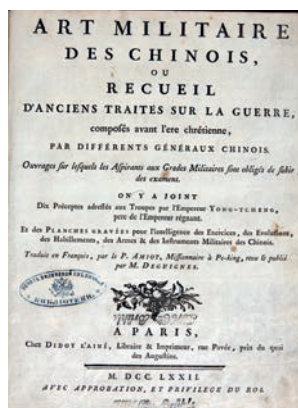 ART MILITAIRE
DES CHINOIS,
OU
RECUEIL
D'ANCIENS TRAITÉS SUR LA GUERRE,
composés avant l'ere chrétienne,
PAR DIFFÉRENTS GÉNÉRAUX CHINOIS.
Ouvrages sur lesquels les Aspirants aux Grades Militaires sont obligés de subir
des examens.
ON Y A JOINT
Dix Préceptes adressés aux Troupes par l'Empereur YONG-TCHENG,
pere de l'Empereur régnant.
Et des PLANCHES GRAVÉES pour l'intelligence des Exercices, des Evolutions,
des Habillements, des Armes & des Instruments Militaires des Chinois.
Traduit en François, par le P. AMIOT, Missionnaire à Pe-king, revu & publié
par M. DEGUIGNES.
A PARIS,
Chez DIDOT L'AINÉ, Libraire & Imprimeur, rue Pavée, près du quai
des Augustins.
M. DCC. LXXII.
AVEC APPROBATION, ET PRIVILEGE DU ROI.